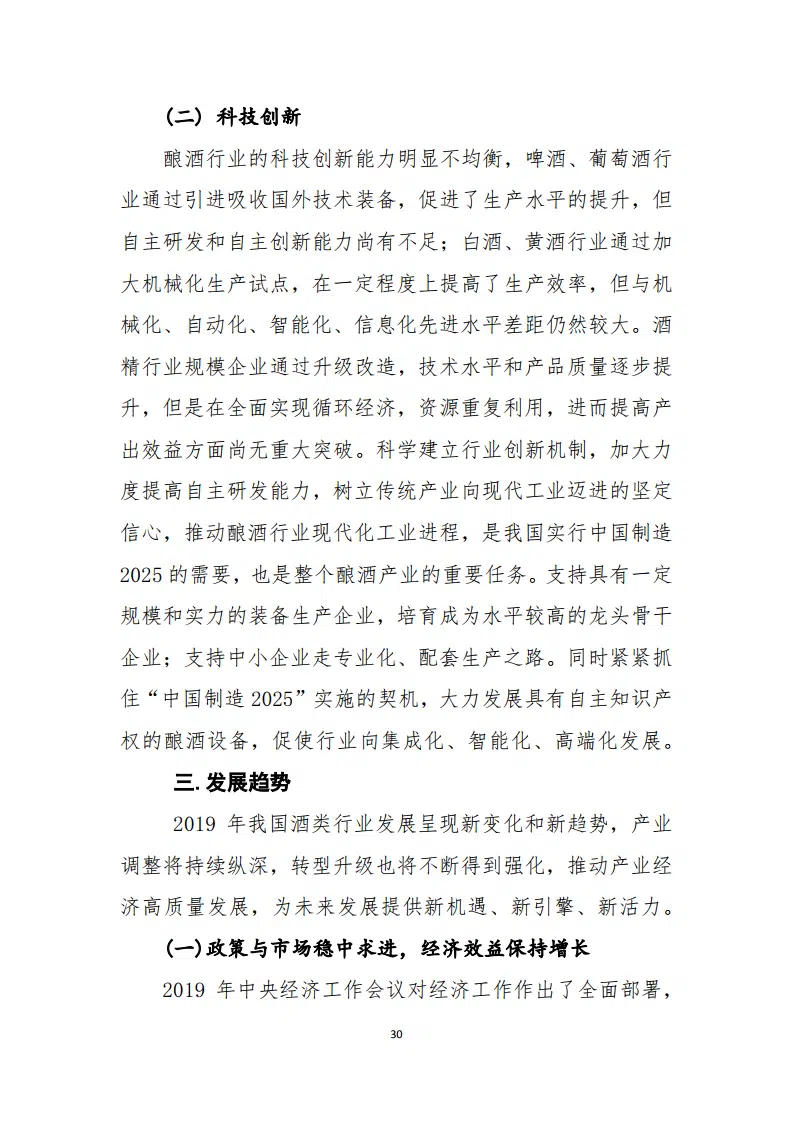 (二) 科技创新
酿酒行业的科技创新能力明显不均衡，啤酒、葡萄酒行
业通过引进吸收国外技术装备，促进了生产水平的提升，但
自主研发和自主创新能力尚有不足；白酒、黄酒行业通过加
大机械化生产试点，在一定程度上提高了生产效率，但与机
械化、自动化、智能化、信息化先进水平差距仍然较大。酒
精行业规模企业通过升级改造，技术水平和产品质量逐步提
升，但是在全面实现循环经济，资源重复利用，进而提高产
出效益方面尚无重大突破。科学建立行业创新机制，加大力
度提高自主研发能力，树立传统产业向现代工业迈进的坚定
信心，推动酿酒行业现代化工业进程，是我国实行中国制造
2025 的需要，也是整个酿酒产业的重要任务。支持具有一定
规模和实力的装备生产企业，培育成为水平较高的龙头骨干
企业；支持中小企业走专业化、配套生产之路。同时紧紧抓
住“中国制造 2025”实施的契机，大力发展具有自主知识产
权的酿酒设备，促使行业向集成化、智能化、高端化发展。
三.发展趋势
2019 年我国酒类行业发展呈现新变化和新趋势，产业
调整将持续纵深，转型升级也将不断得到强化，推动产业经
济高质量发展，为未来发展提供新机遇、新引擎、新活力。
(一)政策与市场稳中求进，经济效益保持增长
2019 年中央经济工作会议对经济工作作出了全面部署，
30